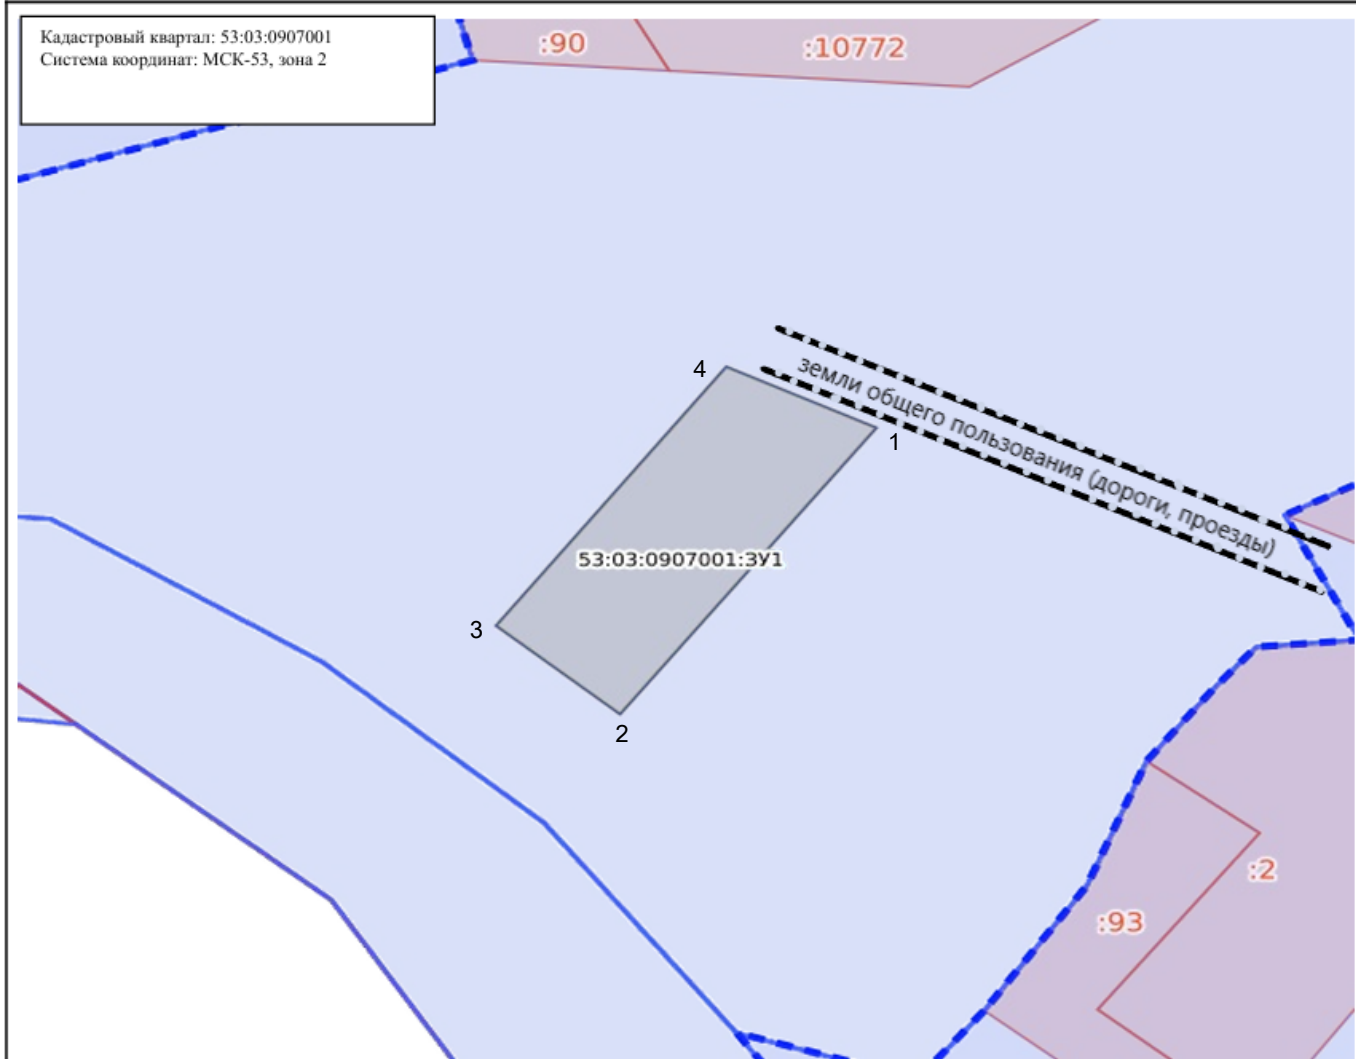 Кадастровый квартал: 53:03:0907001
Система координат: МСК-53, зона 2
:90
:10772
4
земли общего пользования (дороги, проезды)
1
53:03:0907001:ЗУ1
3
2
:2
:93